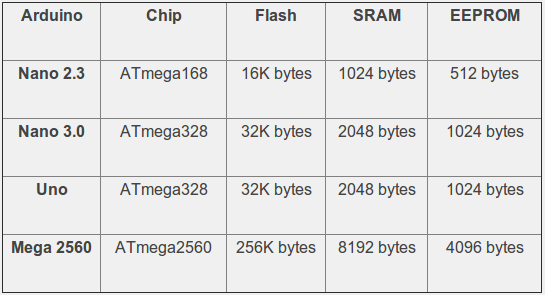 Arduino Chip Flash SRAM EEPROM
Nano 2.3 ATmega168 16K bytes 1024 bytes 512 bytes
Nano 3.0 ATmega328 32K bytes 2048 bytes 1024 bytes
Uno ATmega328 32K bytes 2048 bytes 1024 bytes
Mega 2560 ATmega2560 256K bytes 8192 bytes 4096 bytes